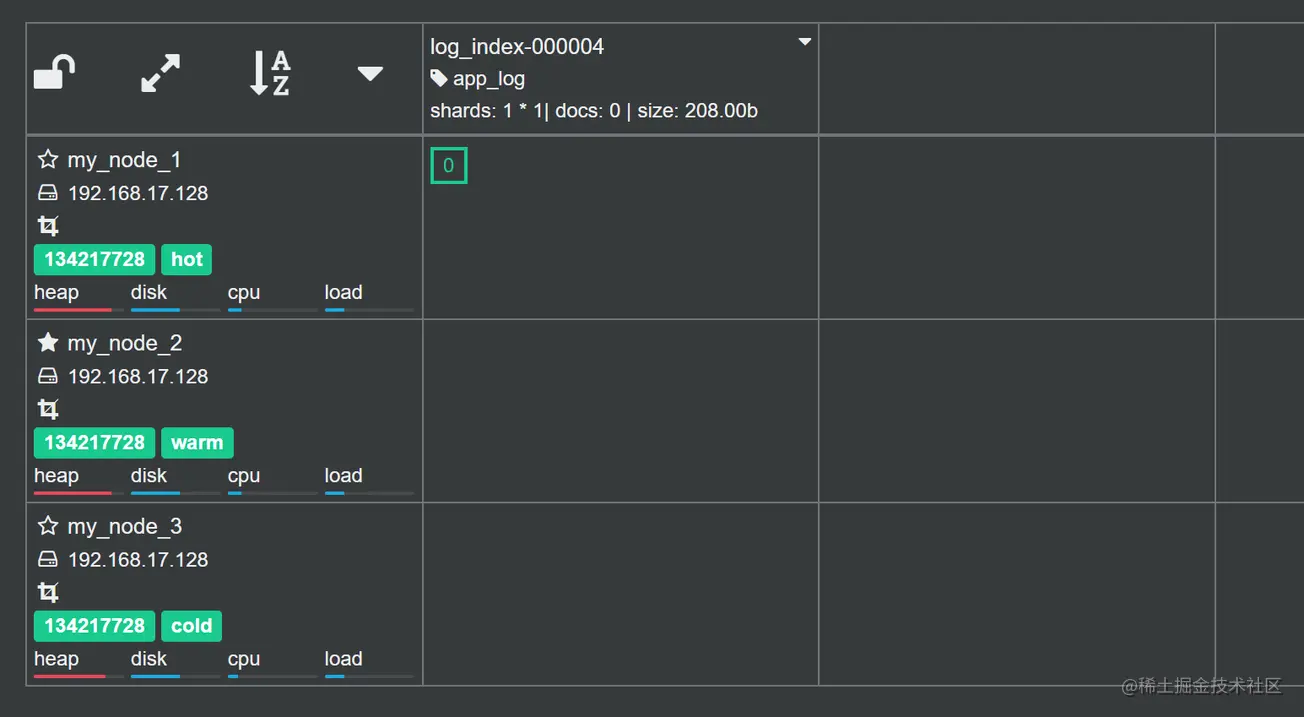 log_index-000004
app_log
shards: 1 * 1| docs: 0 | size: 208.00b
my_node_1
0
192.168.17.128
134217728 hot
heap disk cpu load
my_node_2
192.168.17.128
134217728 warm
heap disk cpu load
my_node_3
192.168.17.128
134217728 cold
heap disk cpu load
@稀土掘金技术社区